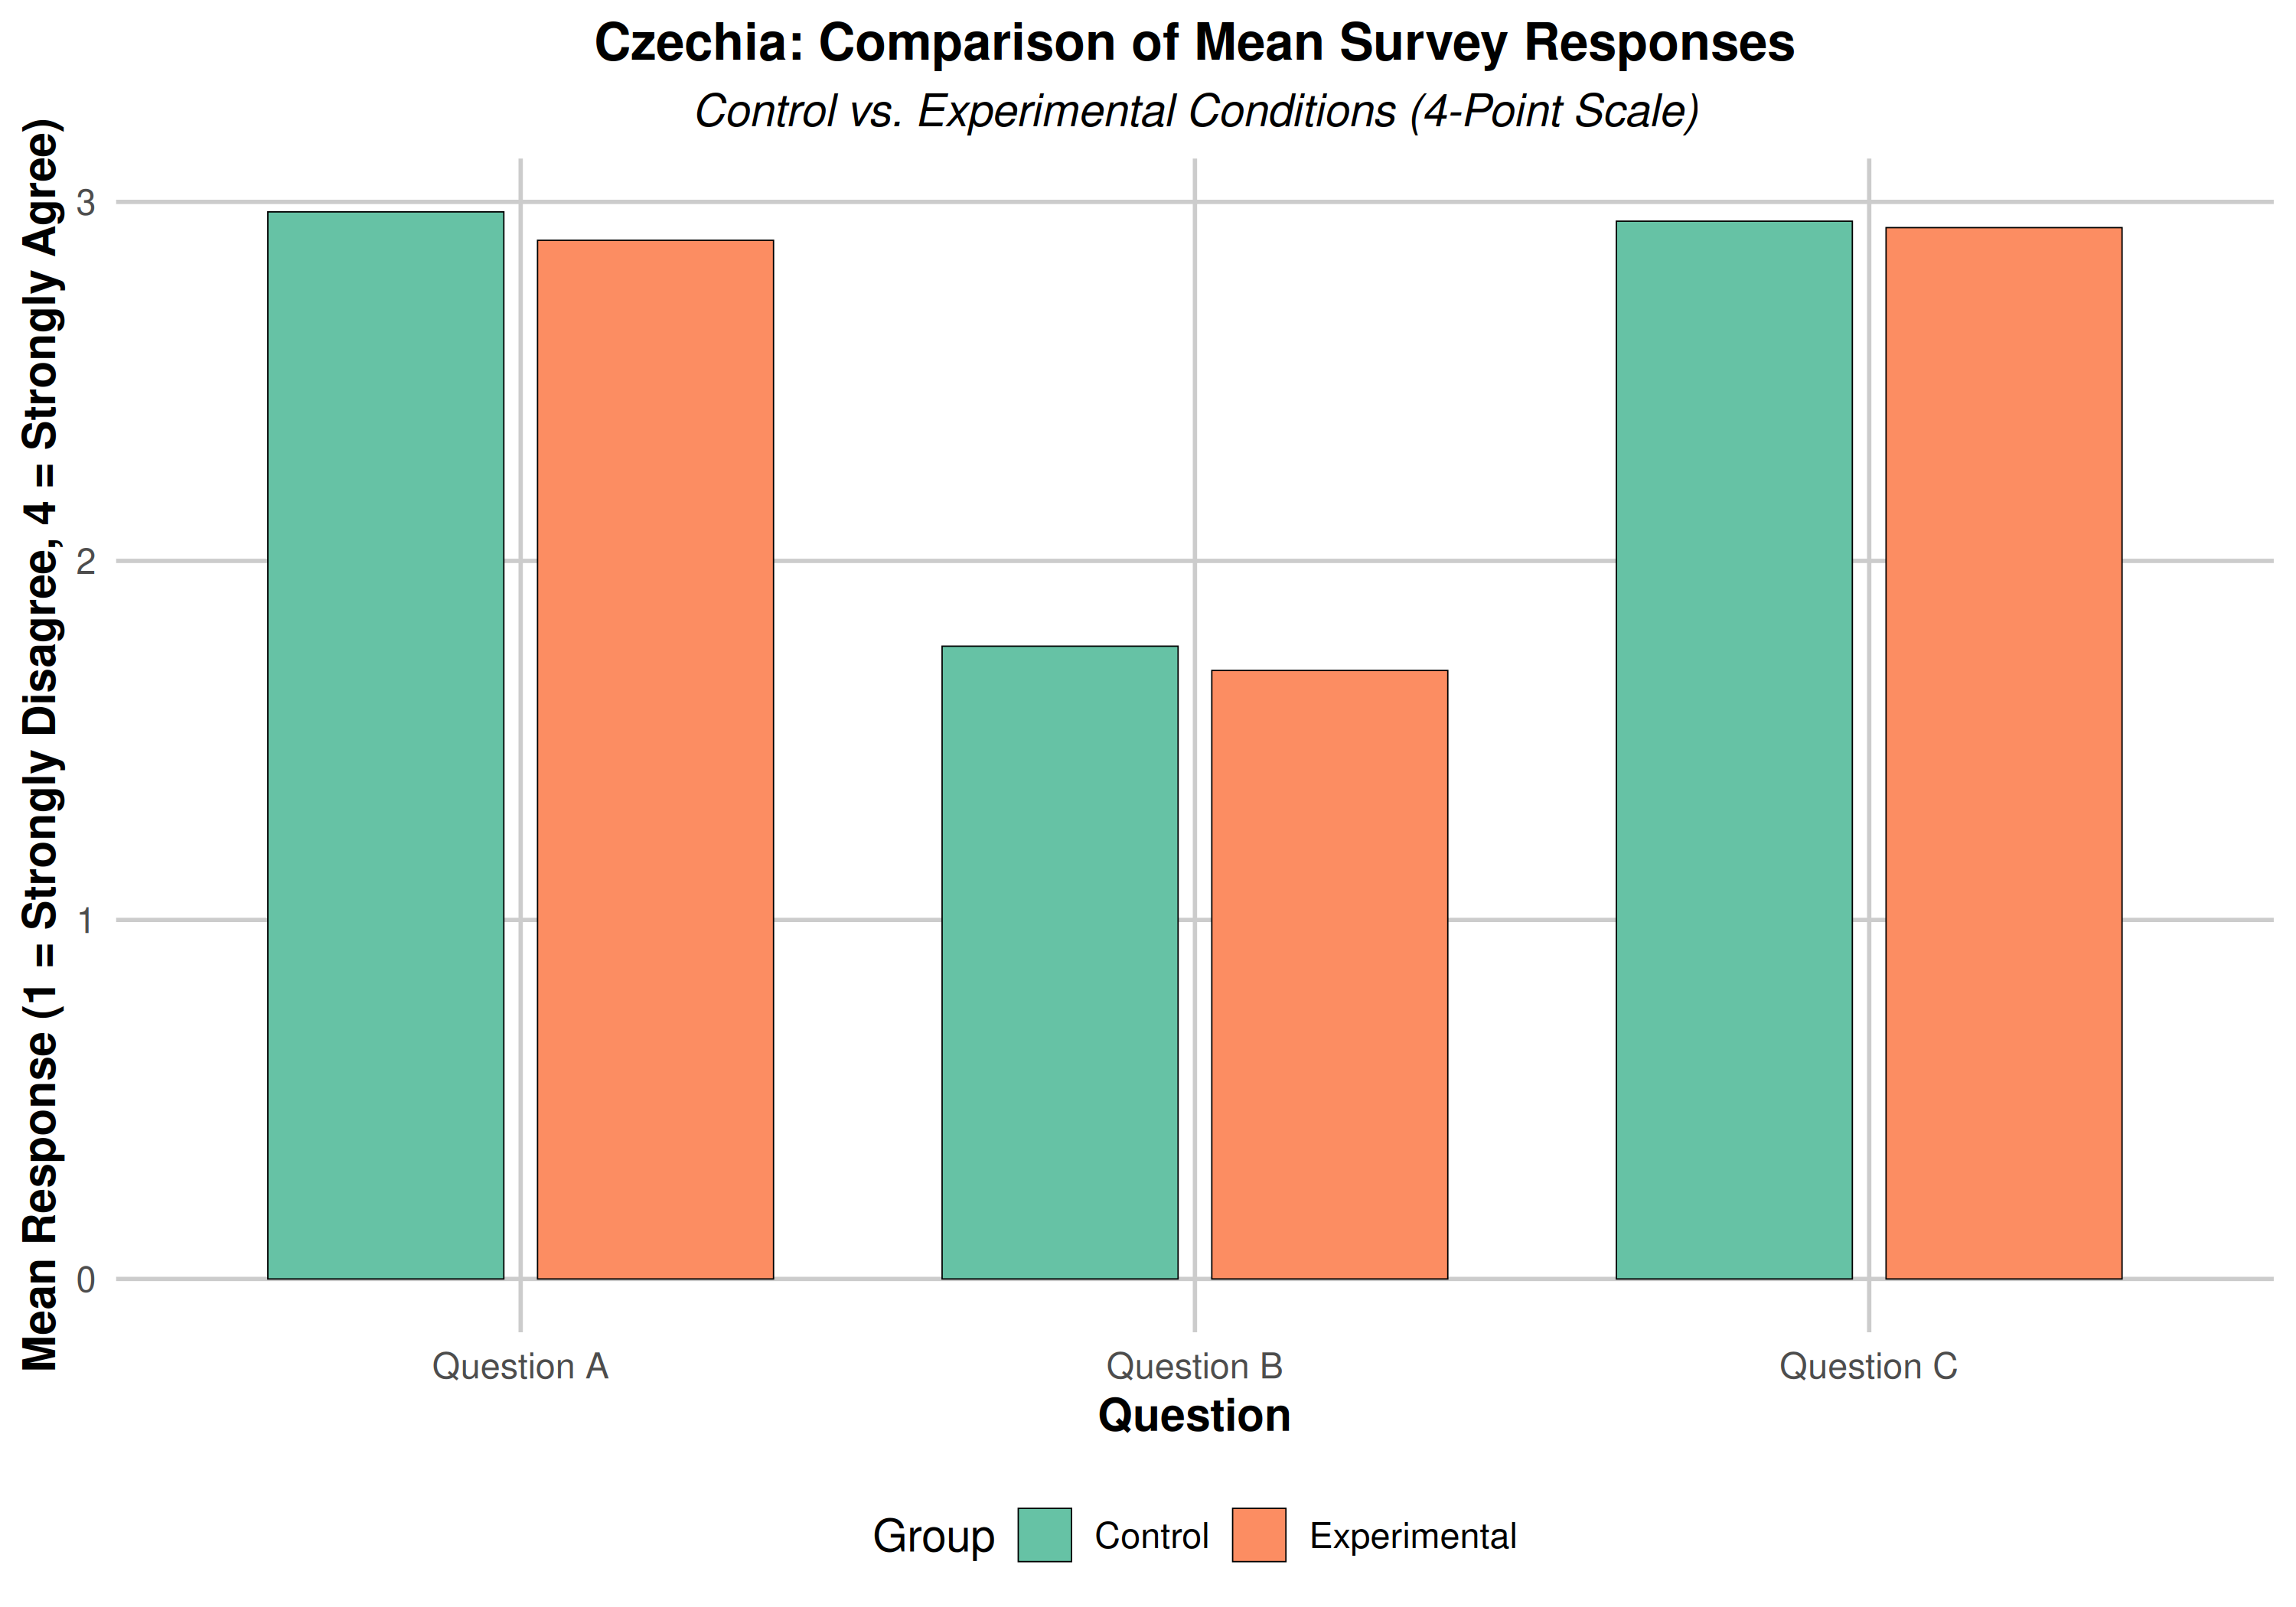 Czechia: Comparison of Mean Survey Responses
Control vs. Experimental Conditions (4-Point Scale)
Mean Response (1 = Strongly Disagree, 4 = Strongly Agree)
3
2
1
0
Question A
Question B
Question C
Question
Group
Control
Experimental